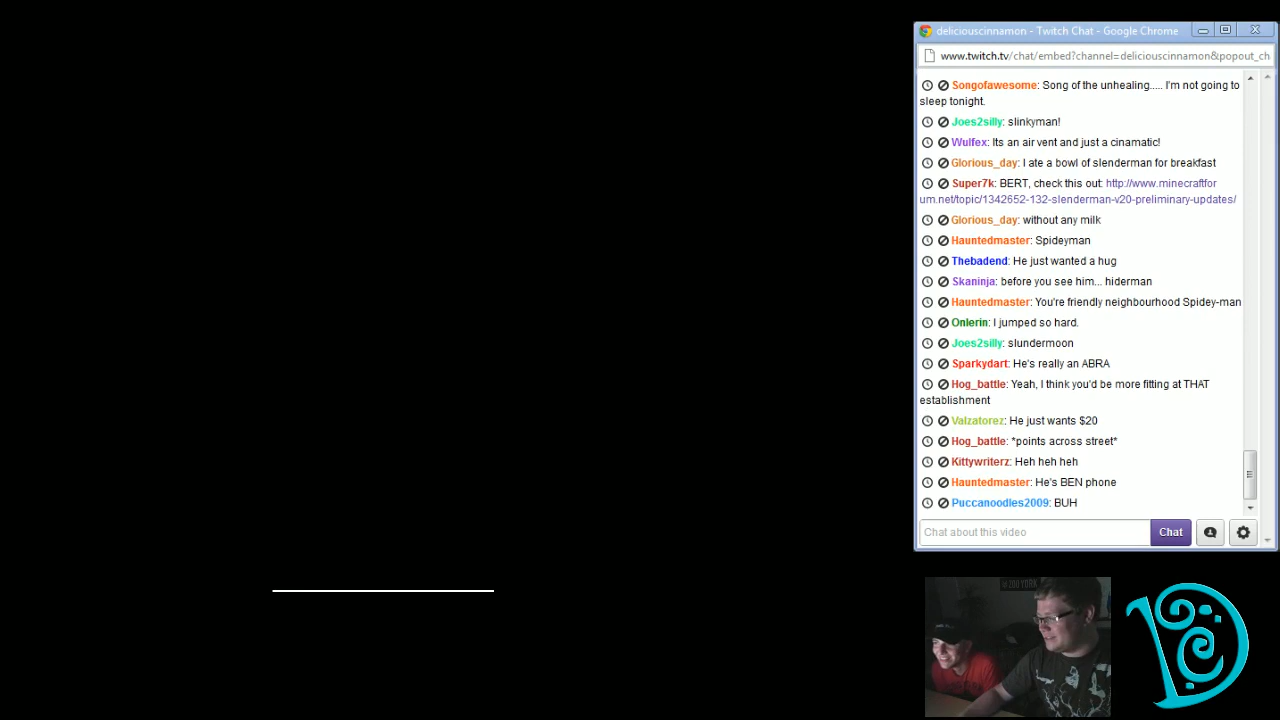 deliciouscinnamon - Twitch Chat - Google Chrome
www.twitch.tv/chat/embed?channel=deliciouscinnamon&popout_ch
Songofawesome: Song of the unhealing..... I'm not going to
sleep tonight.
Joes2silly: slinkyman!
Wulfex: Its an air vent and just a cinamatic!
Glorious_day: I ate a bowl of slenderman for breakfast
Super7k: BERT, check this out: http://www.minecraftfor
um.net/topic/1342652-132-slenderman-v20-preliminary-updates/
Glorious_day: without any milk
Hauntedmaster: Spideyman
Thebadend: He just wanted a hug
Skaninja: before you see him... hiderman
Hauntedmaster: You're friendly neighbourhood Spidey-man
Onlerin: I jumped so hard.
Joes2silly: slundermoon
Sparkydart: He's really an ABRA
Hog_battle: Yeah, I think you'd be more fitting at THAT
establishment
Valzatorez: He just wants $20
Hog_battle: *points across street*
Kittywriterz: Heh heh heh
Hauntedmaster: He's BEN phone
Puccanoodles2009: BUH
Chat about this video
Chat
ZOO YORK